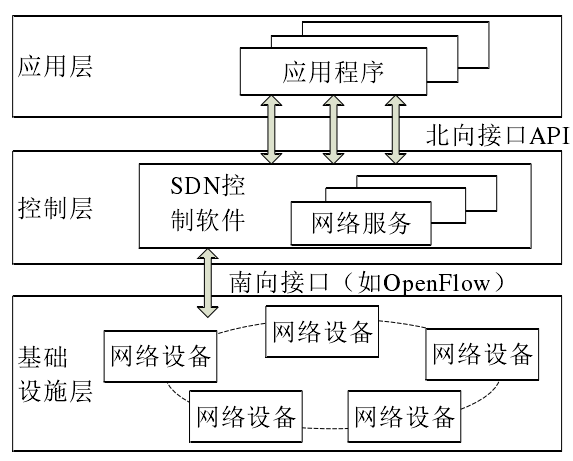 应用层
应用程序
北向接口API
控制层
SDN控
制软件
网络服务
南向接口（如OpenFlow）
基础
设施层
网络设备
网络设备
网络设备
网络设备
网络设备